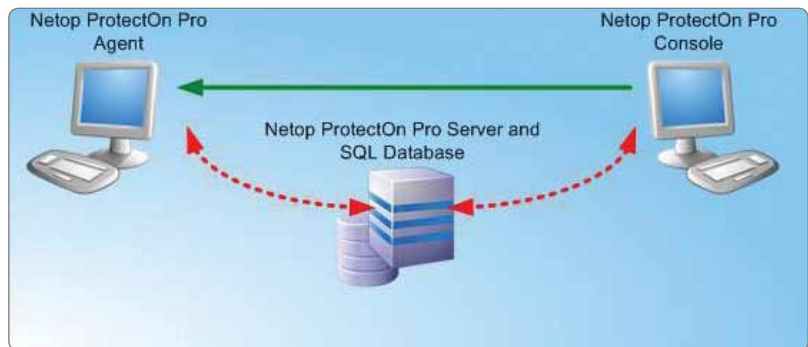 Netop ProtectOn Pro
Agent
Netop ProtectOn Pro
Console
Netop ProtectOn Pro Server and
SQL Database